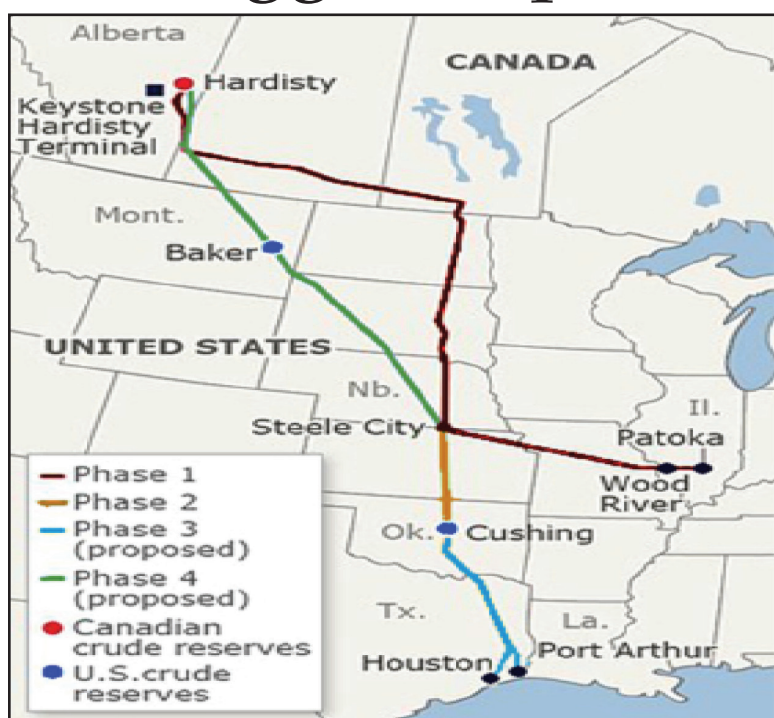 Alberta
Hardisty
CANADA
Keystone
Hardisty
Terminal
Mont.
Baker
UNITED STATES
Nb.
Steele City
Il.
Patoka
Wood
River
Phase 1
Phase 2
Phase 3
(proposed)
Phase 4
(proposed)
Canadian
crude reserves
U.S.crude
reserves
Ok.
Cushing
Tx.
La.
Houston
Port Arthur